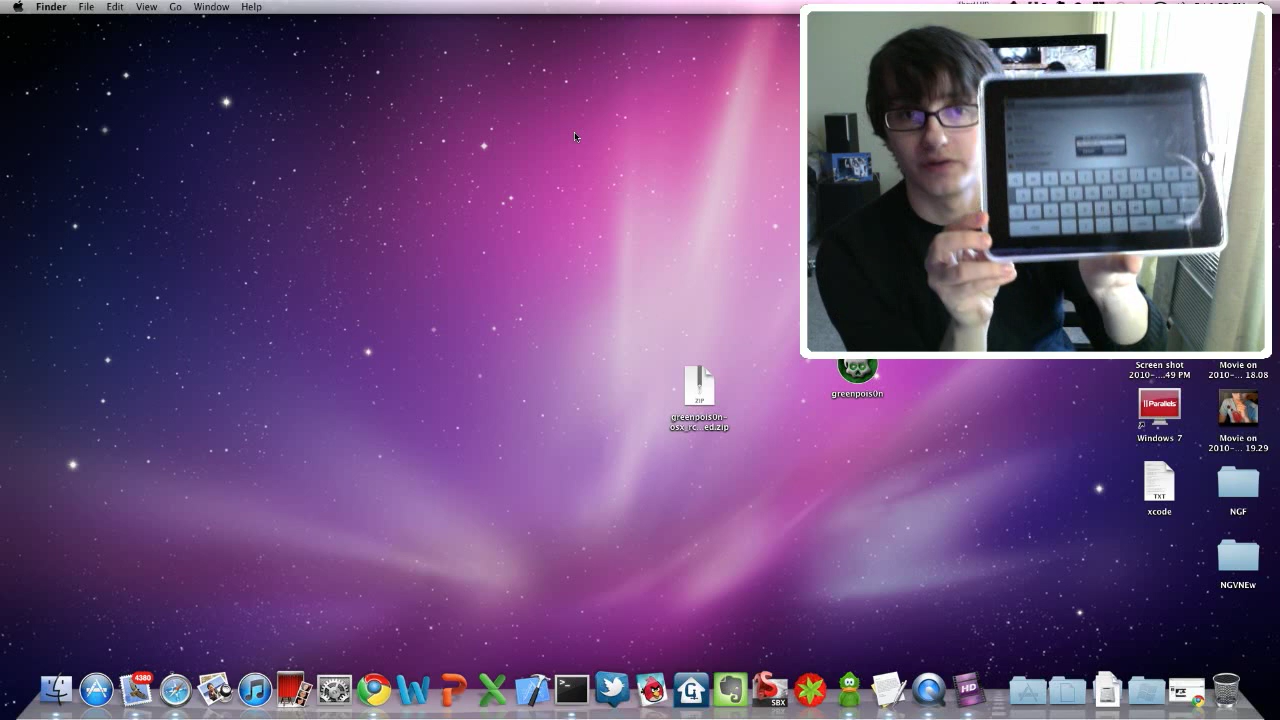 Finder File Edit View Go Window Help
ZIP
greenpois0n-
osx_rc...ed.zip
greenpois0n
Screen shot
2010-....49 PM
Movie on
2010-... 18.08
Parallels
Windows 7
Movie on
2010-... 19.29
TXT
xcode
NGF
NGVNEw
4380
SBX
HD